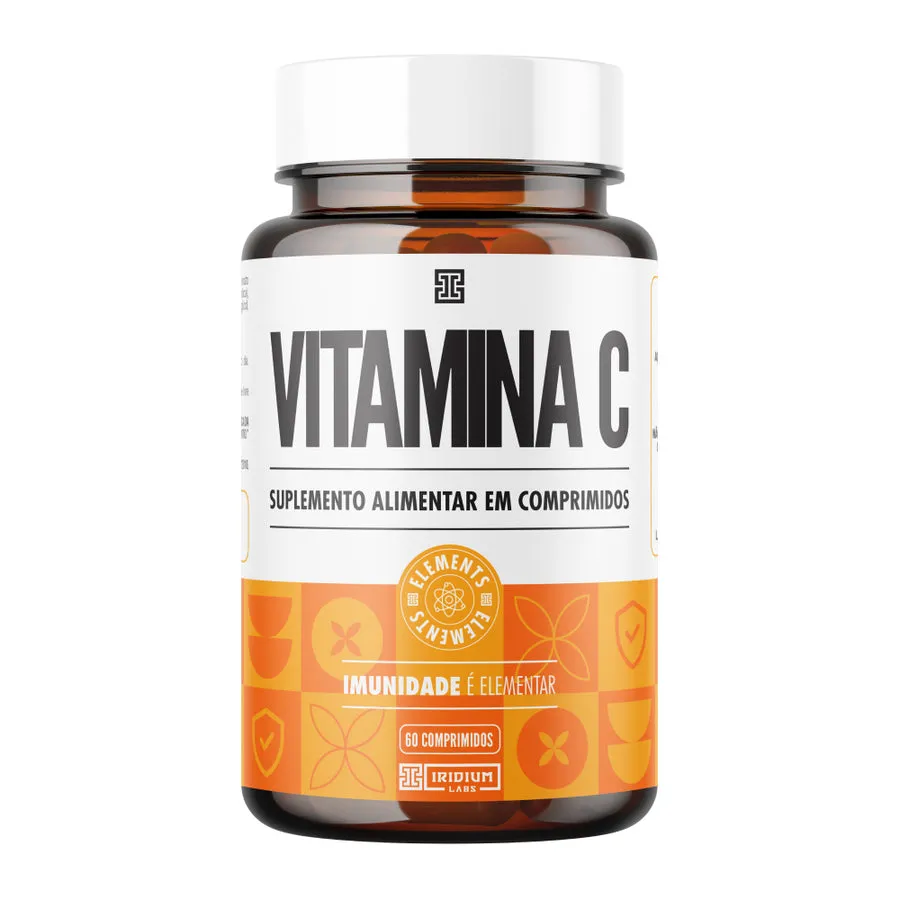 VITAMINA C
SUPLEMENTO ALIMENTAR EM COMPRIMIDOS
ELEMENTS
ELEMENTS
IMUNIDADE É ELEMENTAR
60 COMPRIMIDOS
IRIDIUM
LABS